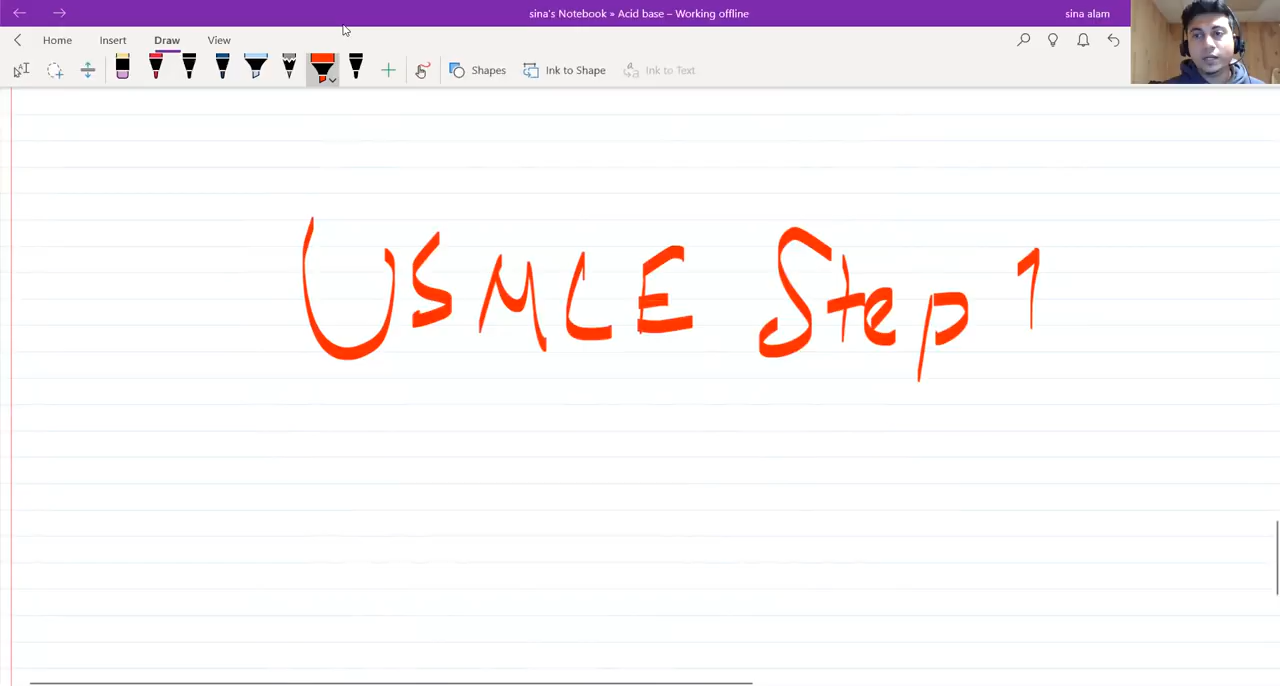 sina's Notebook » Acid base – Working offline
sina alam
Home Insert Draw View
Shapes Ink to Shape Ink to Text
USMLE Step 1